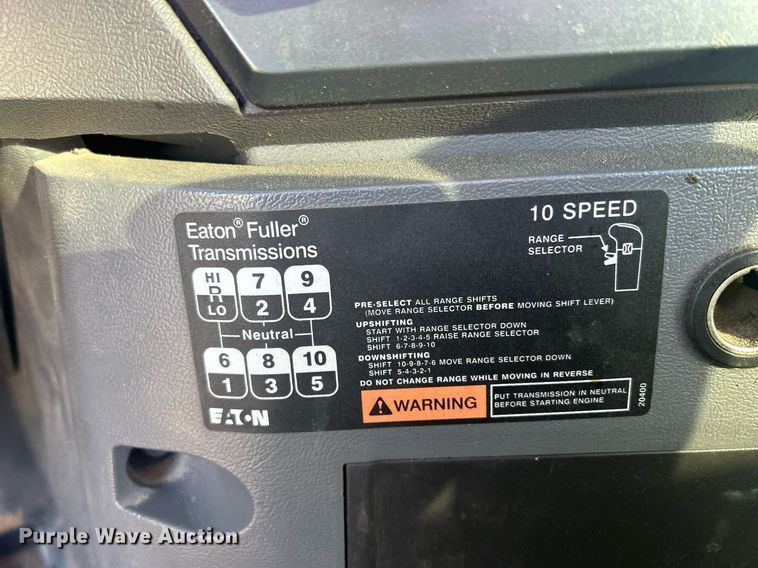 Eaton® Fuller®
Transmissions
10 SPEED
RANGE
SELECTOR
HI
R
LO
7
2
9
4
Neutral
6
1
8
3
10
5
PRE-SELECT ALL RANGE SHIFTS
(MOVE RANGE SELECTOR BEFORE MOVING SHIFT LEVER)
UPSHIFTING
START WITH RANGE SELECTOR DOWN
SHIFT 1-2-3-4-5 RAISE RANGE SELECTOR
SHIFT 6-7-8-9-10
DOWNSHIFTING
SHIFT 10-9-8-7-6 MOVE RANGE SELECTOR DOWN
SHIFT 5-4-3-2-1
DO NOT CHANGE RANGE WHILE MOVING IN REVERSE
EATON
WARNING
PUT TRANSMISSION IN NEUTRAL
BEFORE STARTING ENGINE
20400
Purple Wave Auction®